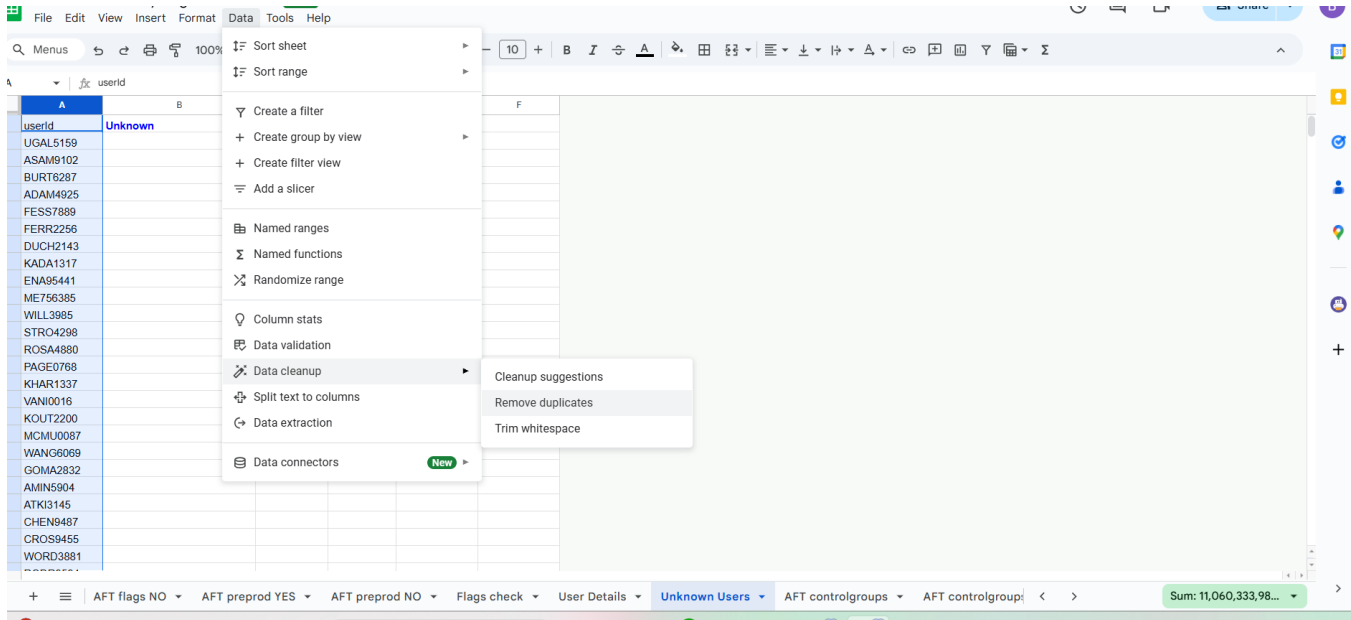 File Edit View Insert Format Data Tools Help
Menus 100% 10 B I A A Σ
fx userId
A B F
userId Unknown
UGAL5159
ASAM9102
BURT6287
ADAM4925
FESS7889
FERR2256
DUCH2143
KADA1317
ENA95441
ME756385
WILL3985
STRO4298
ROSA4880
PAGE0768
KHAR1337
VANI0016
KOUT2200
MCMU0087
WANG6069
GOMA2832
AMIN5904
ATKI3145
CHEN9487
CROS9455
WORD3881
Sort sheet
Sort range
Create a filter
Create group by view
Create filter view
Add a slicer
Named ranges
Named functions
Randomize range
Column stats
Data validation
Data cleanup
Split text to columns
Data extraction
Data connectors New
Cleanup suggestions
Remove duplicates
Trim whitespace
AFT flags NO AFT preprod YES AFT preprod NO Flags check User Details Unknown Users AFT controlgroups AFT controlgroup
Sum: 11,060,333,98...
31